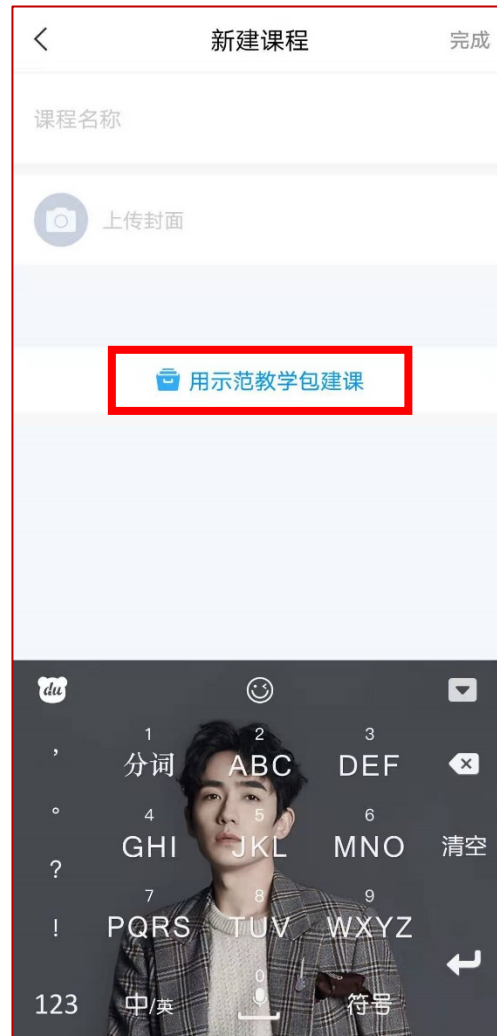 新建课程 完成
课程名称
上传封面
用示范教学包建课
du
1 2 3
, 分词 ABC DEF
。 4 5 6
GHI JKL MNO 清空
?
7 8 9
! PQRS TUV WXYZ
0
123 中/英 符号